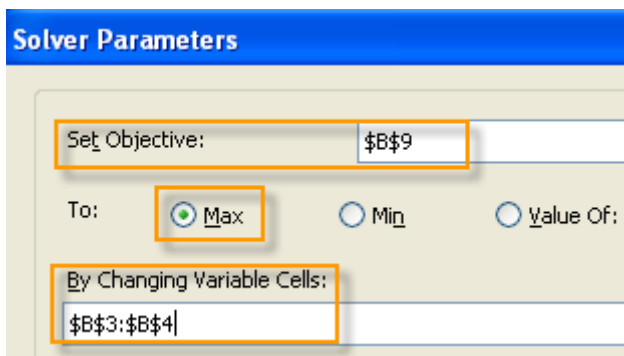 Solver Parameters
Set Objective: $B$9
To: Max Min Value Of:
By Changing Variable Cells:
$B$3:$B$4